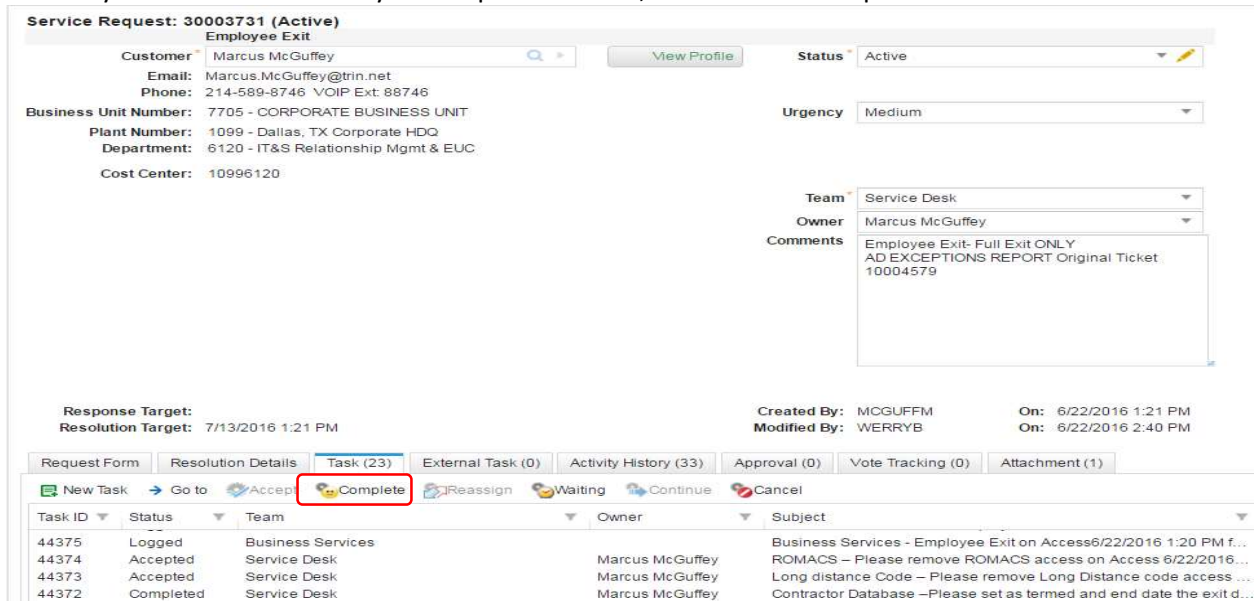 Service Request: 30003731 (Active)
Employee Exit
Customer* Marcus McGuffey View Profile Status* Active
Email: Marcus.McGuffey@trin.net
Phone: 214-589-8746 VOIP Ext: 88746
Business Unit Number: 7705 - CORPORATE BUSINESS UNIT Urgency Medium
Plant Number: 1099 - Dallas, TX Corporate HDQ
Department: 6120 - IT&S Relationship Mgmt & EUC
Cost Center: 10996120
Team* Service Desk
Owner Marcus McGuffey
Comments Employee Exit- Full Exit ONLY
AD EXCEPTIONS REPORT Original Ticket
10004579
Response Target: Created By: MCGUFFM On: 6/22/2016 1:21 PM
Resolution Target: 7/13/2016 1:21 PM Modified By: WERRYB On: 6/22/2016 2:40 PM
Request Form Resolution Details Task (23) External Task (0) Activity History (33) Approval (0) Vote Tracking (0) Attachment (1)
New Task Go to Accept Complete Reassign Waiting Continue Cancel
Task ID Status Team Owner Subject
44375 Logged Business Services Business Services - Employee Exit on Access6/22/2016 1:20 PM f...
44374 Accepted Service Desk Marcus McGuffey ROMACS – Please remove ROMACS access on Access 6/22/2016...
44373 Accepted Service Desk Marcus McGuffey Long distance Code – Please remove Long Distance code access ...
44372 Completed Service Desk Marcus McGuffey Contractor Database –Please set as termed and end date the exit d...